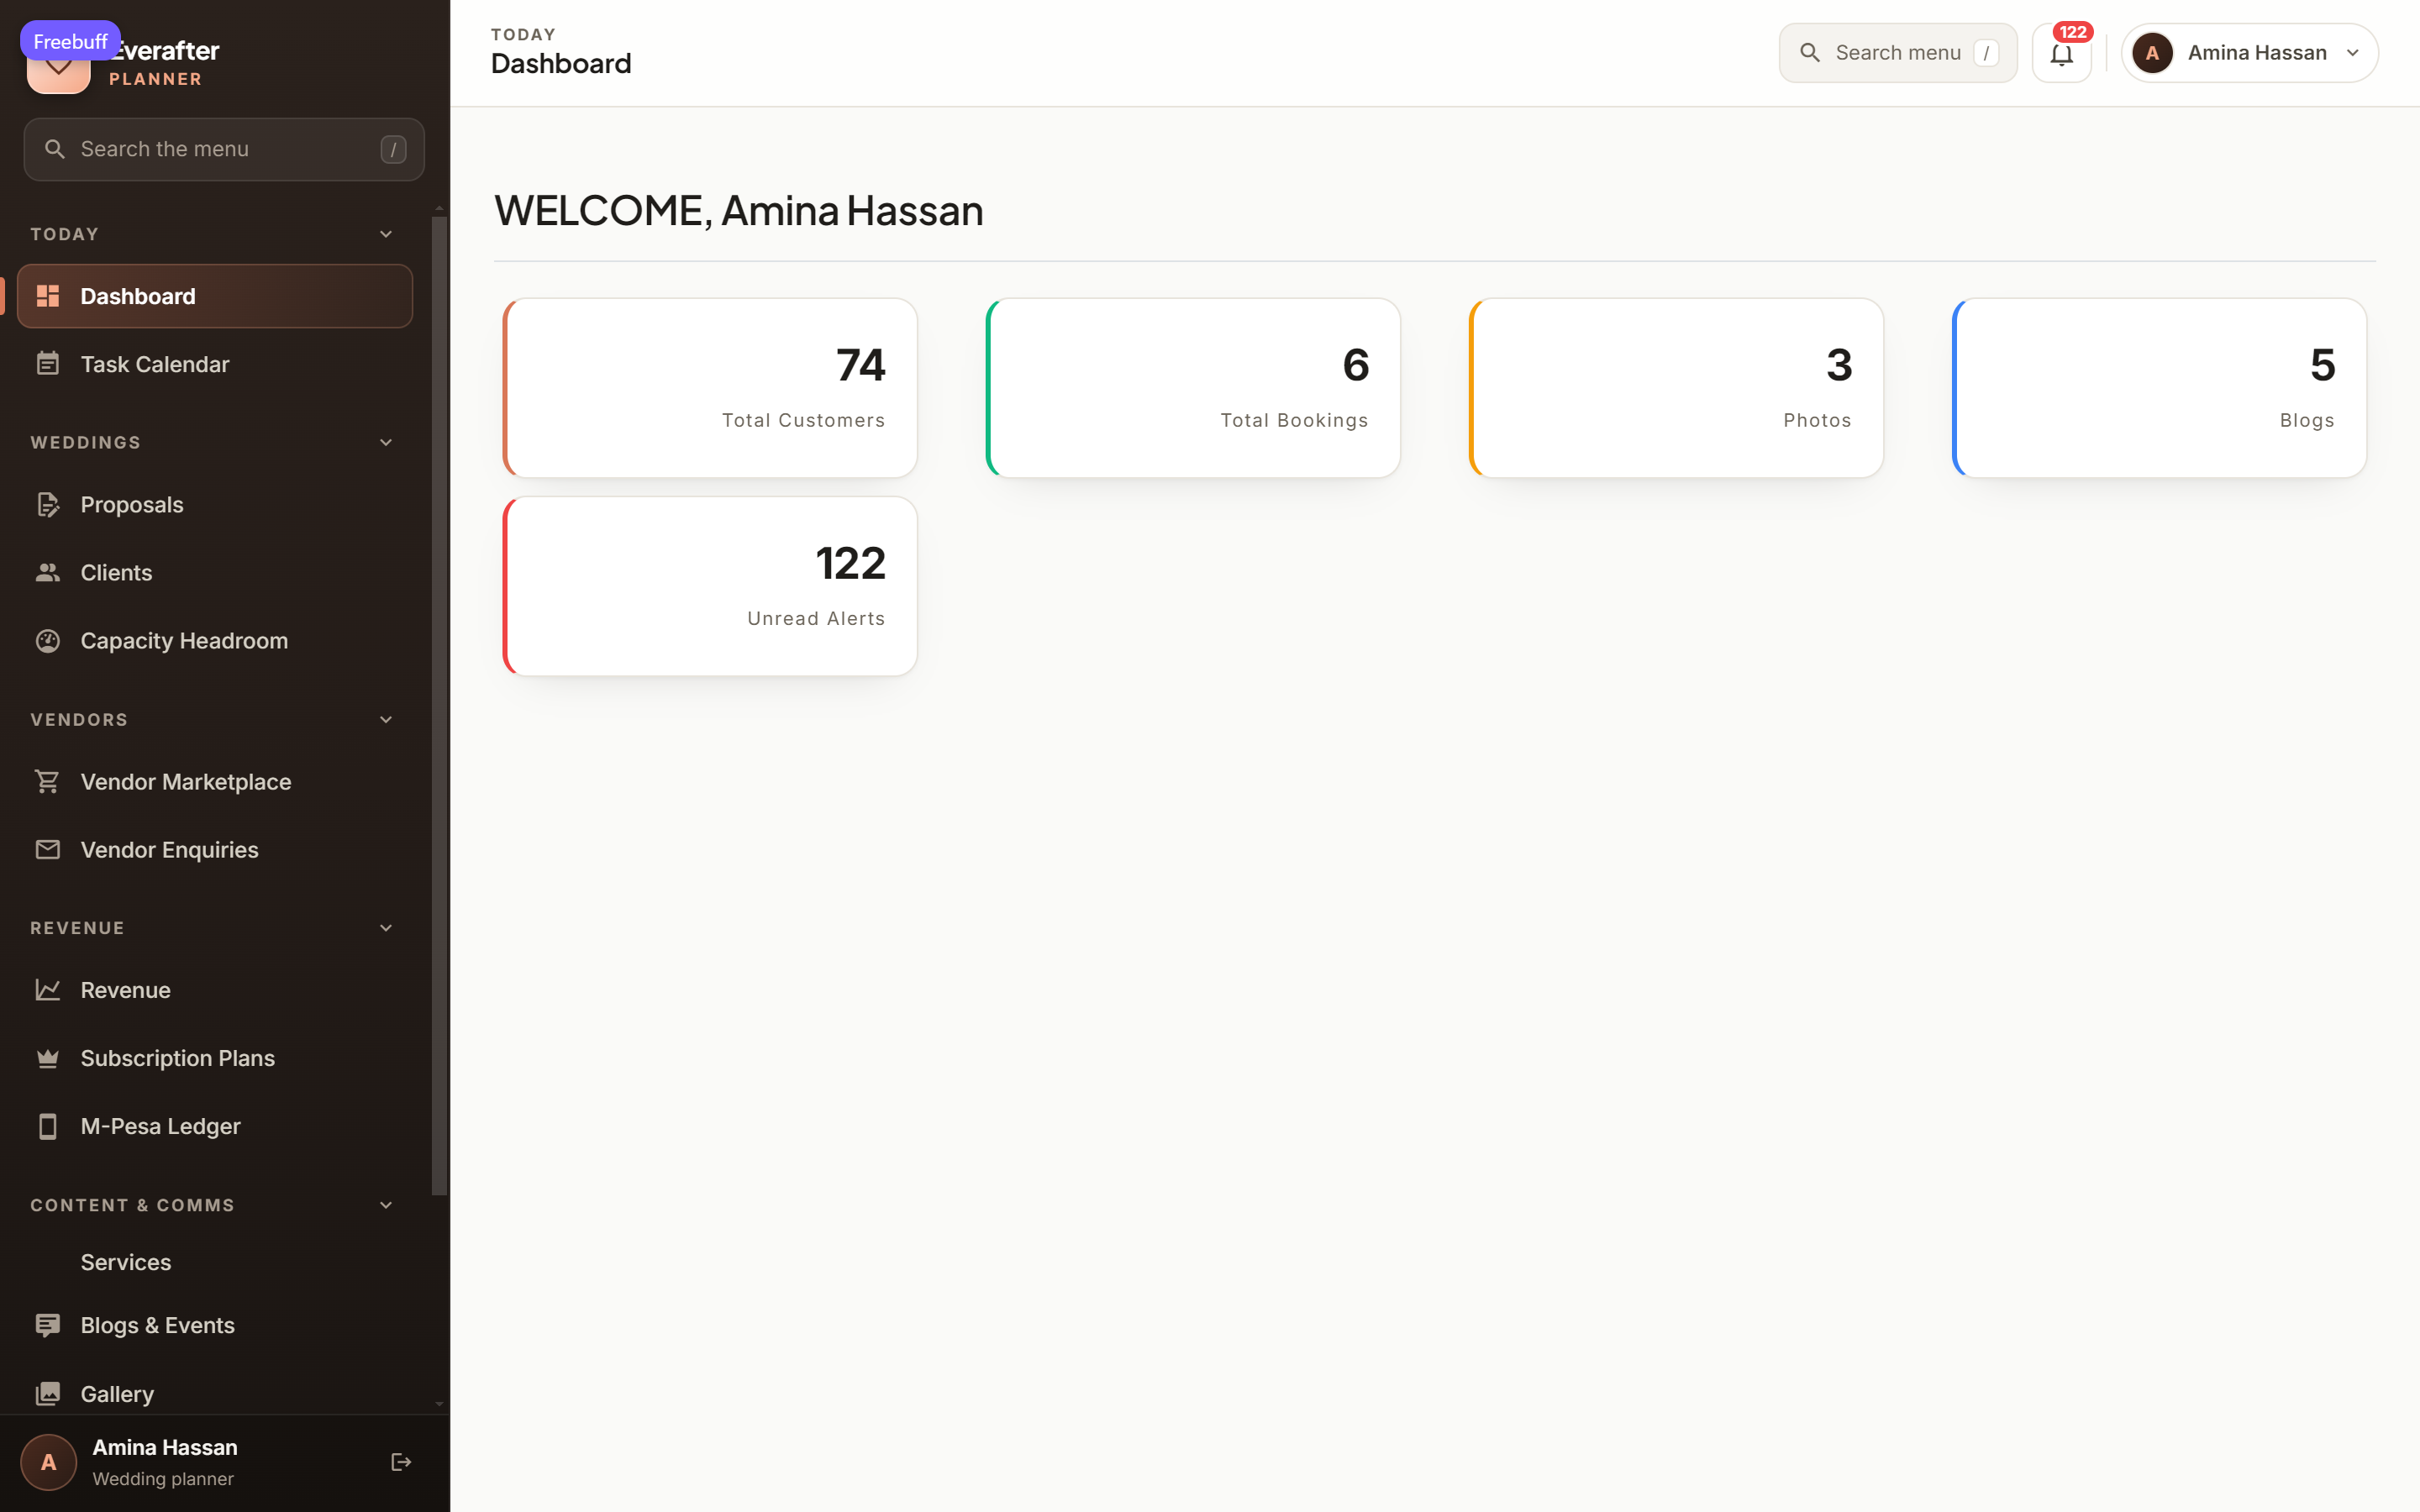 Freebuff
Everafter
PLANNER
Search the menu /
TODAY
Dashboard
Task Calendar
WEDDINGS
Proposals
Clients
Capacity Headroom
VENDORS
Vendor Marketplace
Vendor Enquiries
REVENUE
Revenue
Subscription Plans
M-Pesa Ledger
CONTENT & COMMS
Services
Blogs & Events
Gallery
A
Amina Hassan
Wedding planner
TODAY
Dashboard
Search menu /
122
A Amina Hassan
WELCOME, Amina Hassan
74
Total Customers
6
Total Bookings
3
Photos
5
Blogs
122
Unread Alerts